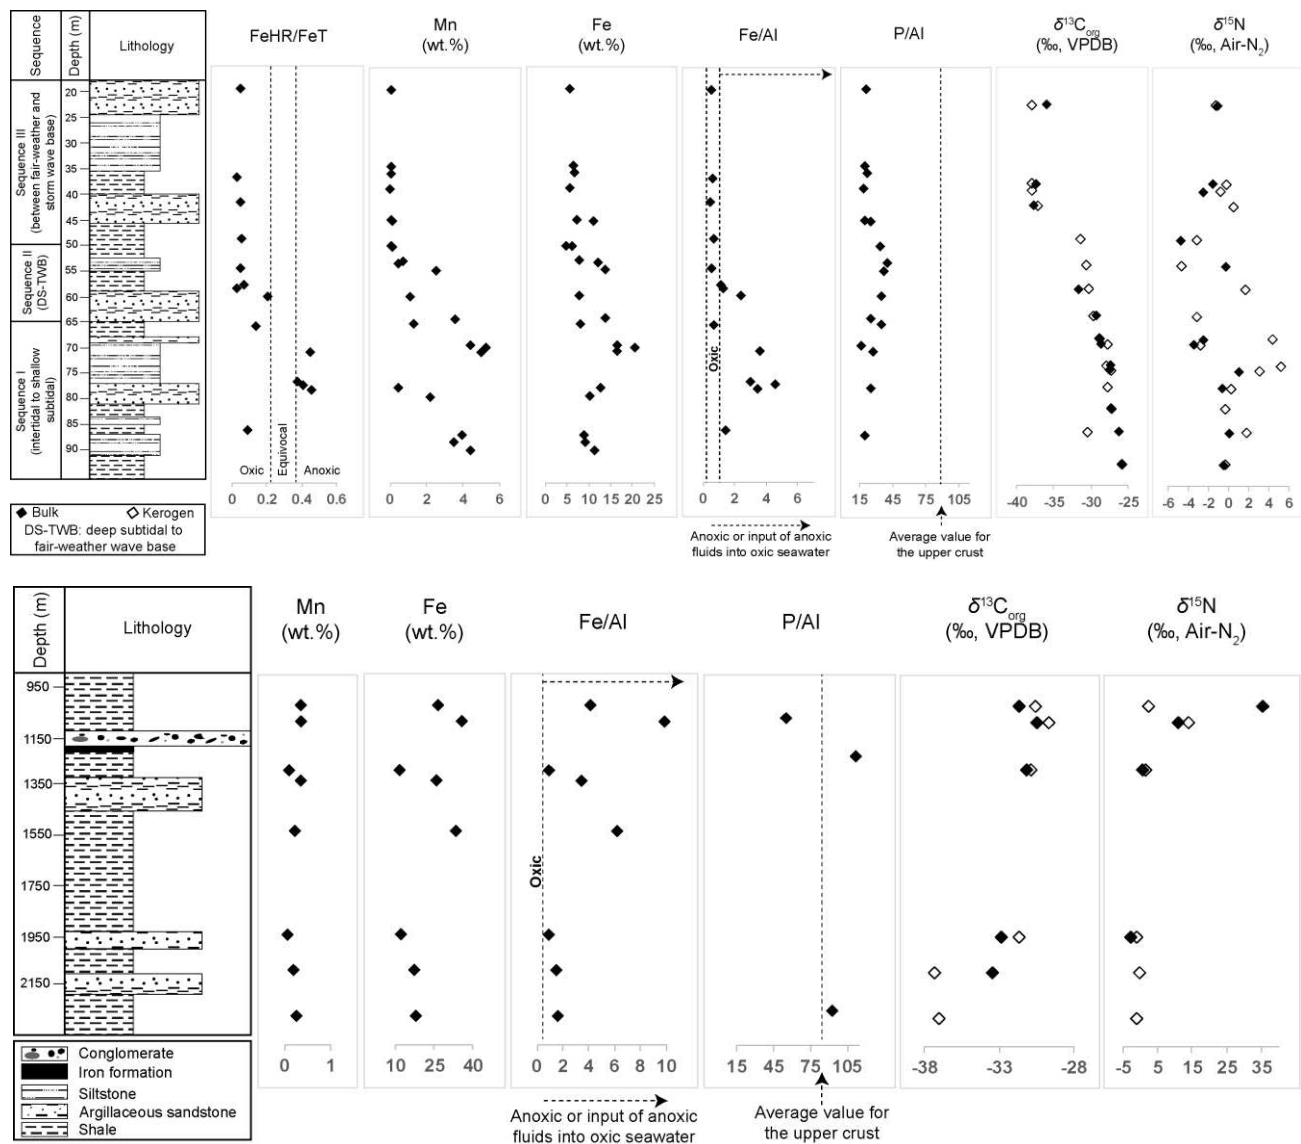 Sequence
Depth (m)
Lithology
FeHR/FeT
Mn
(wt.%)
Fe
(wt.%)
Fe/Al
P/Al
δ13Corg
(‰, VPDB)
δ15N
(‰, Air-N2)
Sequence III
(between fair-weather and
storm wave base)
Sequence II
(DS-TWB)
Sequence I
(intertidal to shallow
subtidal)
20
25
30
35
40
45
50
55
60
65
70
75
80
85
90
Oxic
Equivocal
Anoxic
Oxic
0 0.2 0.4 0.6
0 2 4 6
0 5 10 15 20 25
0 2 4 6
15 45 75 105
-40 -35 -30 -25
-6 -4 -2 0 2 4 6
Bulk Kerogen
DS-TWB: deep subtidal to
fair-weather wave base
Anoxic or input of anoxic
fluids into oxic seawater
Average value for
the upper crust
Depth (m)
Lithology
Mn
(wt.%)
Fe
(wt.%)
Fe/Al
P/Al
δ13Corg
(‰, VPDB)
δ15N
(‰, Air-N2)
950
1150
1350
1550
1750
1950
2150
Oxic
0 1
10 25 40
0 2 4 6 8 10
15 45 75 105
-38 -33 -28
-5 5 15 25 35
Conglomerate
Iron formation
Siltstone
Argillaceous sandstone
Shale
Anoxic or input of anoxic
fluids into oxic seawater
Average value for
the upper crust